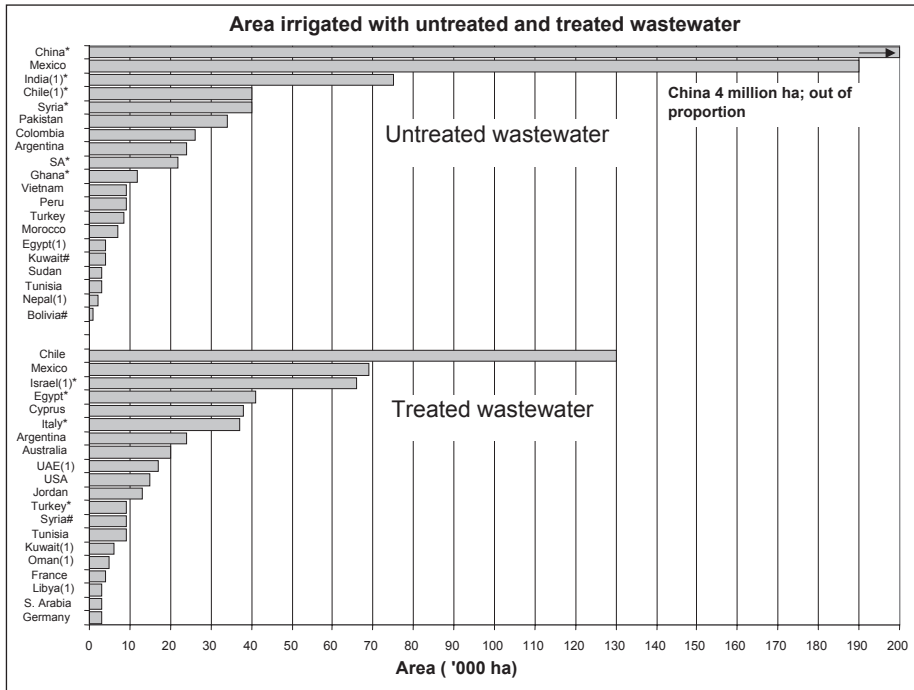 Area irrigated with untreated and treated wastewater
China*
Mexico
India(1)*
Chile(1)*
Syria*
Pakistan
Colombia
Argentina
SA*
Ghana*
Vietnam
Peru
Turkey
Morocco
Egypt(1)
Kuwait#
Sudan
Tunisia
Nepal(1)
Bolivia#
China 4 million ha; out of
proportion
Untreated wastewater
Chile
Mexico
Israel(1)*
Egypt*
Cyprus
Italy*
Argentina
Australia
UAE(1)
USA
Jordan
Turkey*
Syria#
Tunisia
Kuwait(1)
Oman(1)
France
Libya(1)
S. Arabia
Germany
Treated wastewater
0 10 20 30 40 50 60 70 80 90 100 110 120 130 140 150 160 170 180 190 200
Area ( '000 ha)